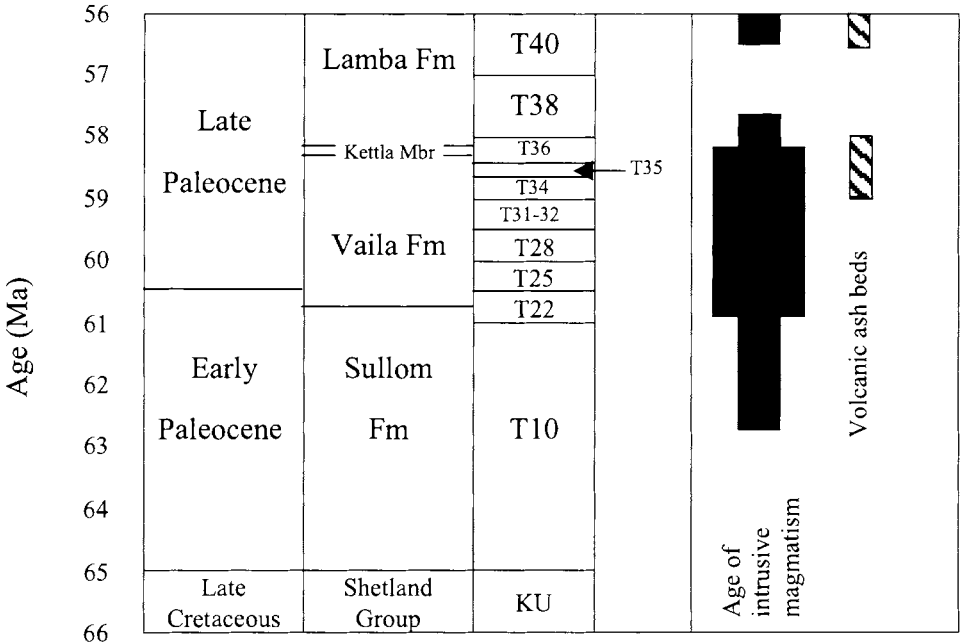 Age (Ma)
56
57
58
59
60
61
62
63
64
65
66
Late
Paleocene
Early
Paleocene
Late
Cretaceous
Lamba Fm
Kettla Mbr
Vaila Fm
Sullom
Fm
Shetland
Group
T40
T38
T36
T34
T31-32
T28
T25
T22
T10
KU
T35
Age of
intrusive
magmatism
Volcanic ash beds